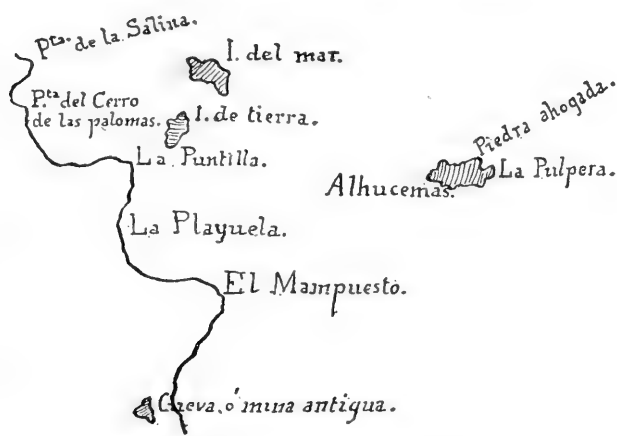 Pta. de la Salina.
I. del mar.
P.ta del Cerro
de las palomas.
I. de tierra.
La Puntilla.
Piedra ahogada.
La Pulpera.
Alhucemas.
La Playuela.
El Mampuesto.
Cueva, ó mina antigua.